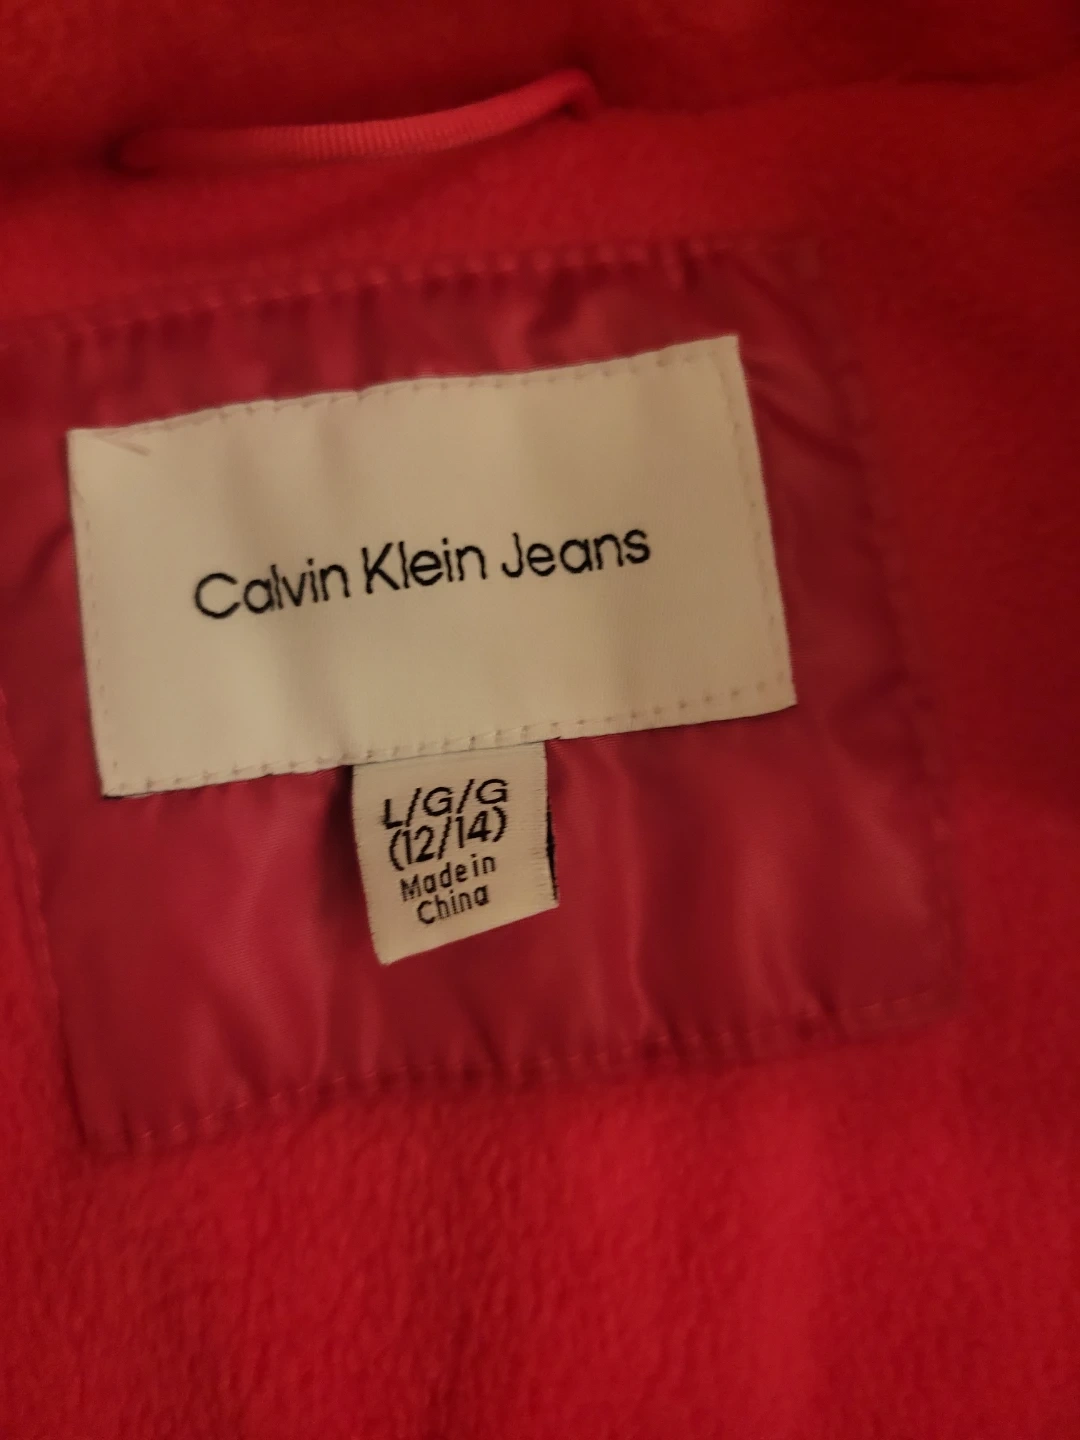 Calvin Klein Jeans
L/G/G
(12/14)
Made in
China